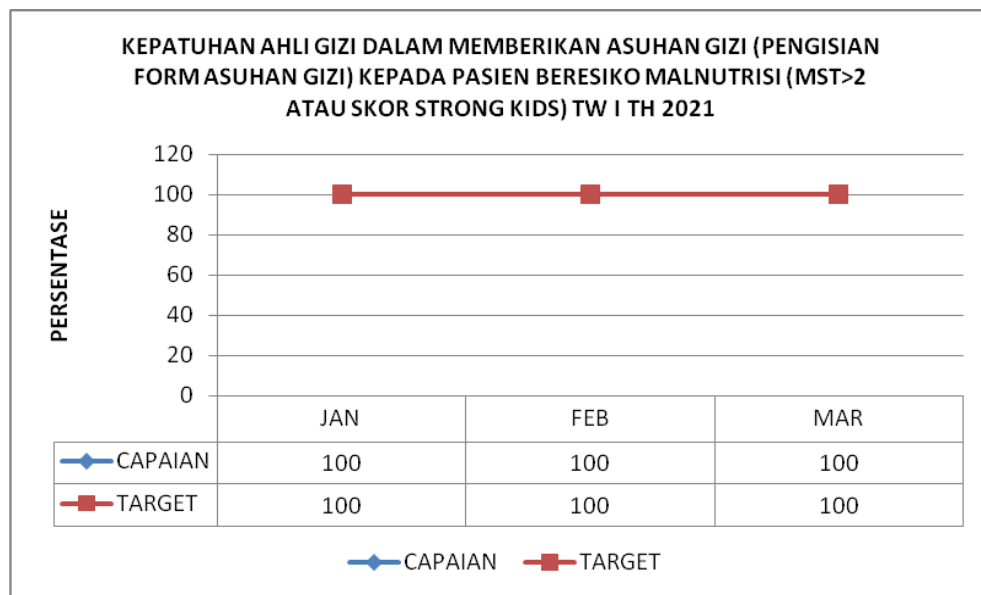 KEPATUHAN AHLI GIZI DALAM MEMBERIKAN ASUHAN GIZI (PENGISIAN
FORM ASUHAN GIZI) KEPADA PASIEN BERESIKO MALNUTRISI (MST>2
ATAU SKOR STRONG KIDS) TW I TH 2021
PERSENTASE
120
100
80
60
40
20
0
JAN FEB MAR
CAPAIAN 100 100 100
TARGET 100 100 100
CAPAIAN TARGET